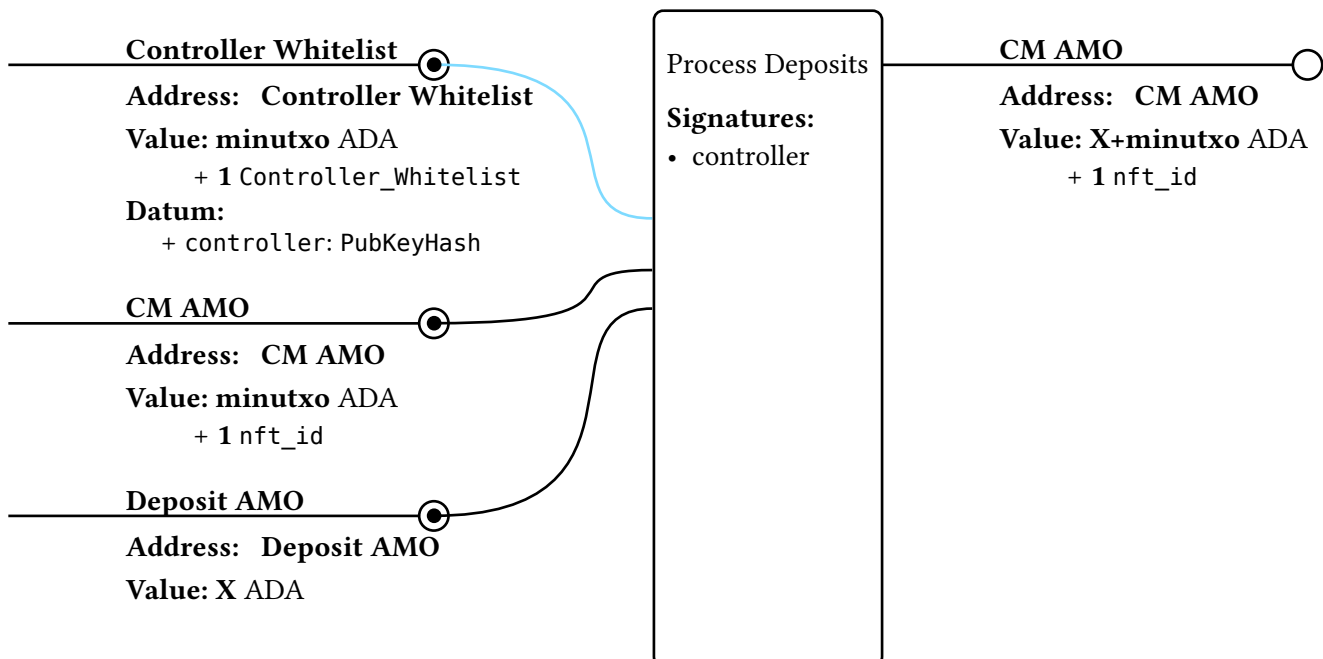 Controller Whitelist
Address: Controller Whitelist
Value: minutxo ADA
+ 1 Controller_Whitelist
Datum:
+ controller: PubKeyHash
CM AMO
Address: CM AMO
Value: minutxo ADA
+ 1 nft_id
Deposit AMO
Address: Deposit AMO
Value: X ADA
Process Deposits
Signatures:
• controller
CM AMO
Address: CM AMO
Value: X+minutxo ADA
+ 1 nft_id